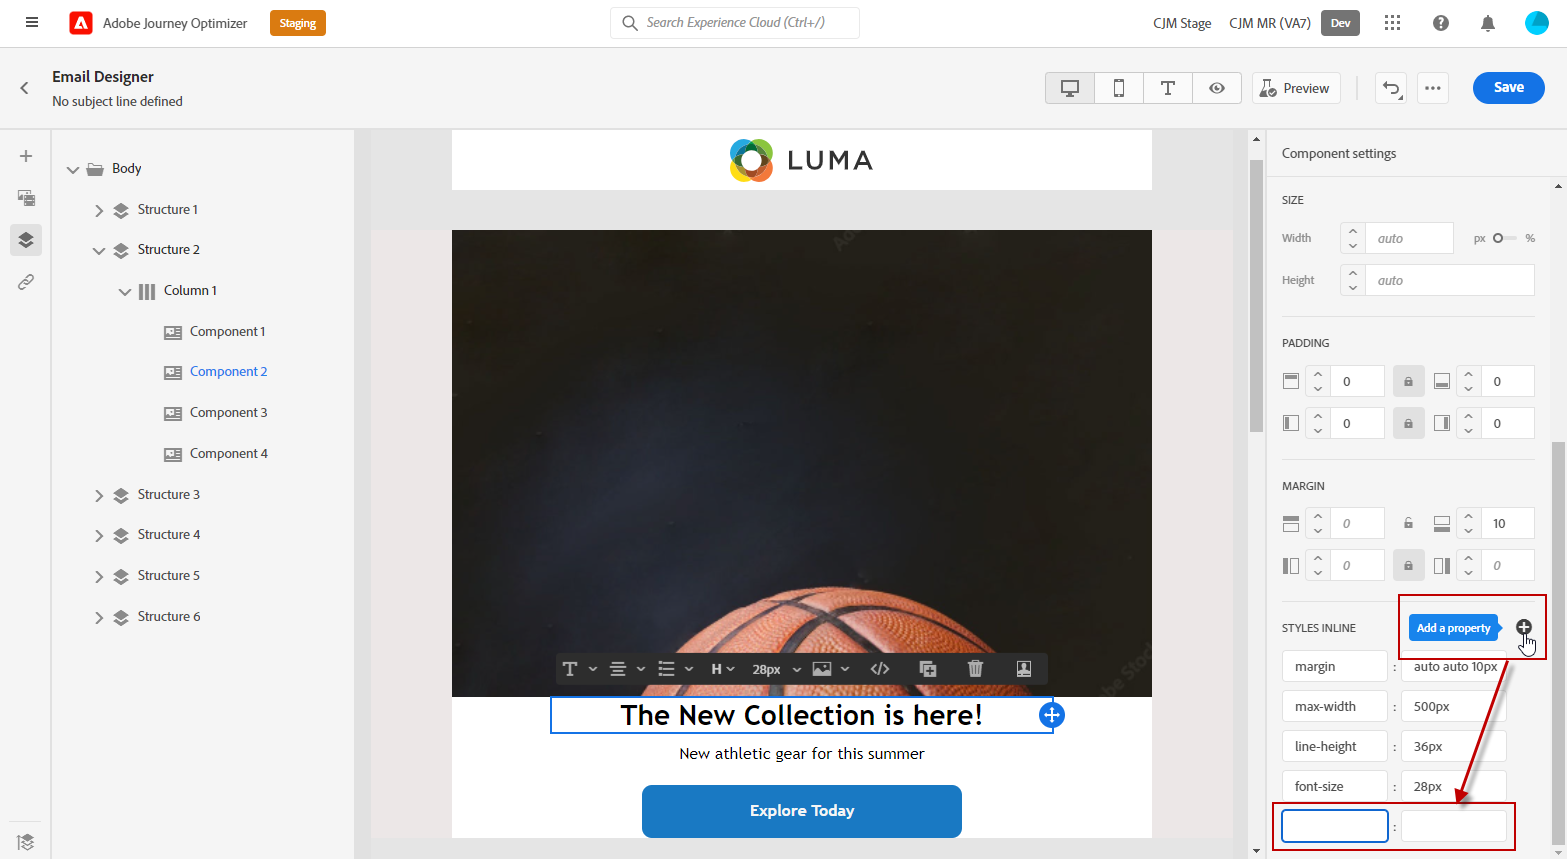 Adobe Journey Optimizer
Staging
Search Experience Cloud (Ctrl+/)
CJM Stage
CJM MR (VA7)
Dev
Email Designer
No subject line defined
Preview
Save
Body
Structure 1
Structure 2
Column 1
Component 1
Component 2
Component 3
Component 4
Structure 3
Structure 4
Structure 5
Structure 6
LUMA
H
28px
The New Collection is here!
New athletic gear for this summer
Explore Today
Component settings
SIZE
Width auto px %
Height auto
PADDING
0 0
0 0
MARGIN
0 10
0 0
STYLES INLINE Add a property
margin : auto auto 10px
max-width : 500px
line-height : 36px
font-size : 28px
: